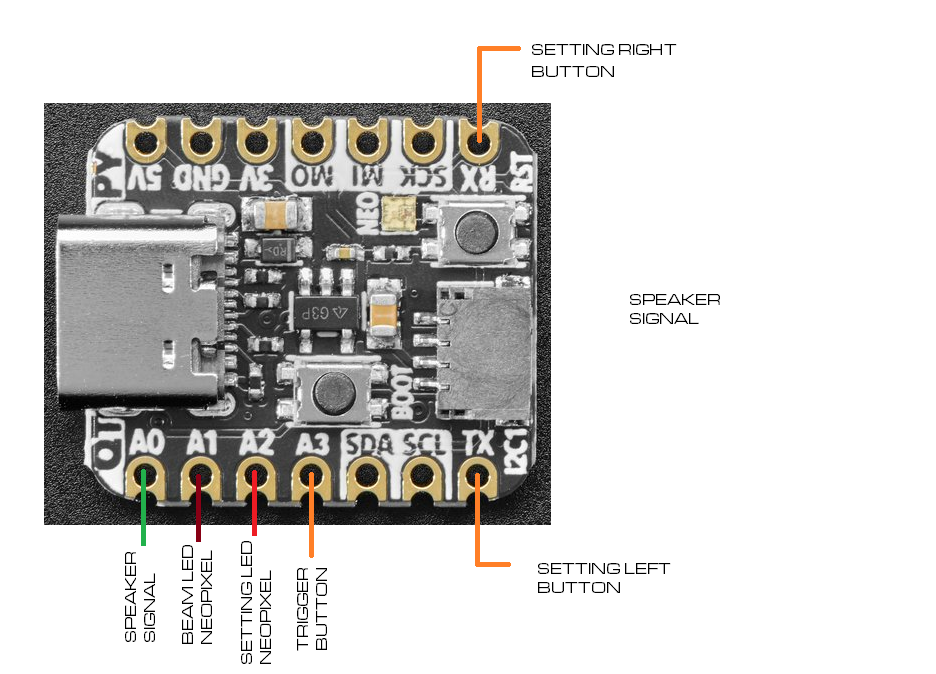 SETTING RIGHT
BUTTON
5V GND 3V MO MI SCK RX RST
NEO
SPEAKER
SIGNAL
G3P
BOOT
A0 A1 A2 A3 SDA SCL TX
SPEAKER
SIGNAL
BEAM LED
NEOPIXEL
SETTING LED
NEOPIXEL
TRIGGER
BUTTON
SETTING LEFT
BUTTON